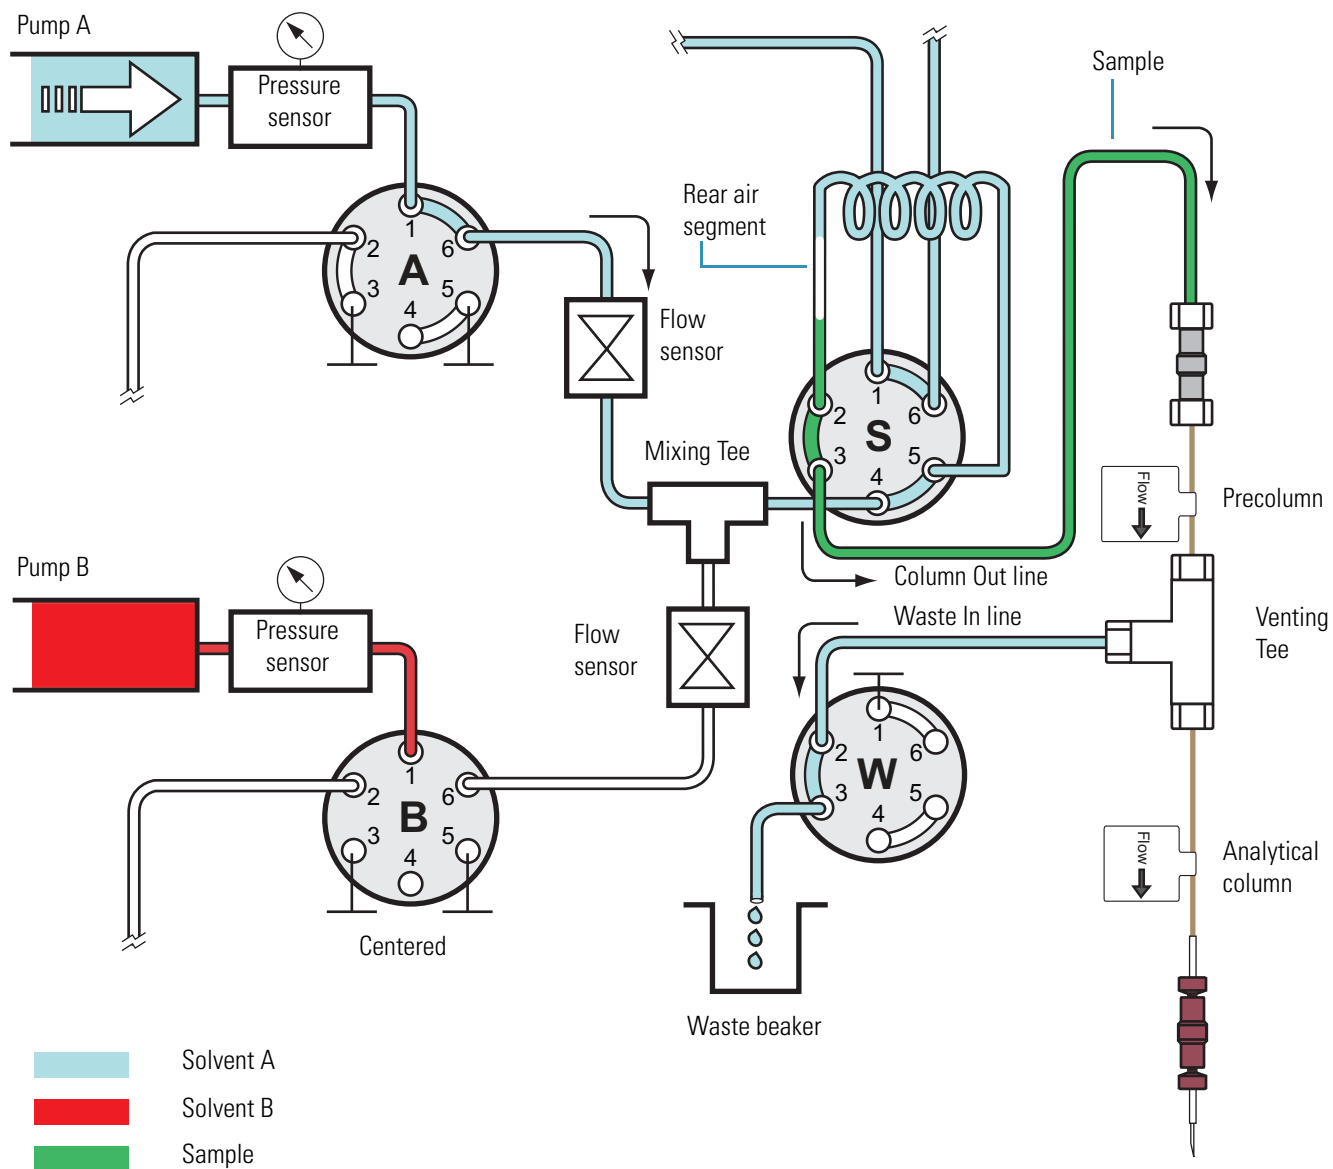 Pump A
Pressure
sensor
Sample
Rear air
segment
1
2
6
A
3
5
4
Flow
sensor
1
2
6
S
3
5
4
Mixing Tee
Flow
Precolumn
Pump B
Pressure
sensor
Column Out line
Waste In line
Flow
sensor
Venting
Tee
1
2
6
W
3
5
4
1
2
6
B
3
5
4
Centered
Flow
Analytical
column
Waste beaker
Solvent A
Solvent B
Sample